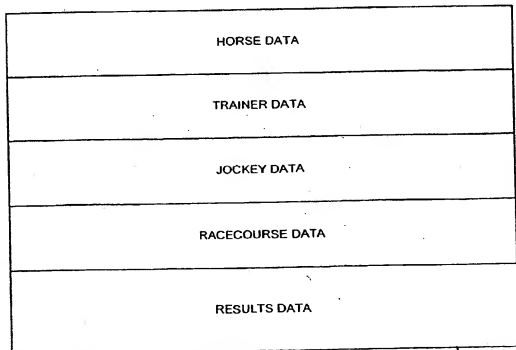 HORSE DATA
TRAINER DATA
JOCKEY DATA
RACECOURSE DATA
RESULTS DATA